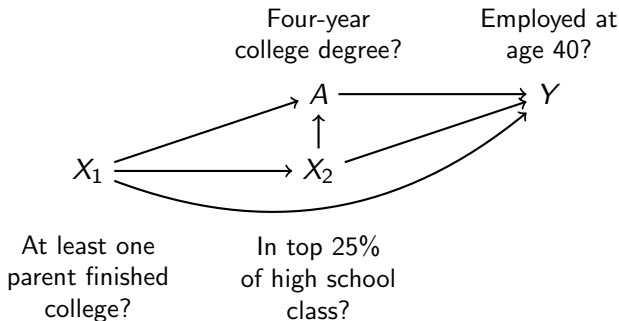 Four-year
college degree?
Employed at
age 40?
A
Y
X1
X2
At least one
parent finished
college?
In top 25%
of high school
class?